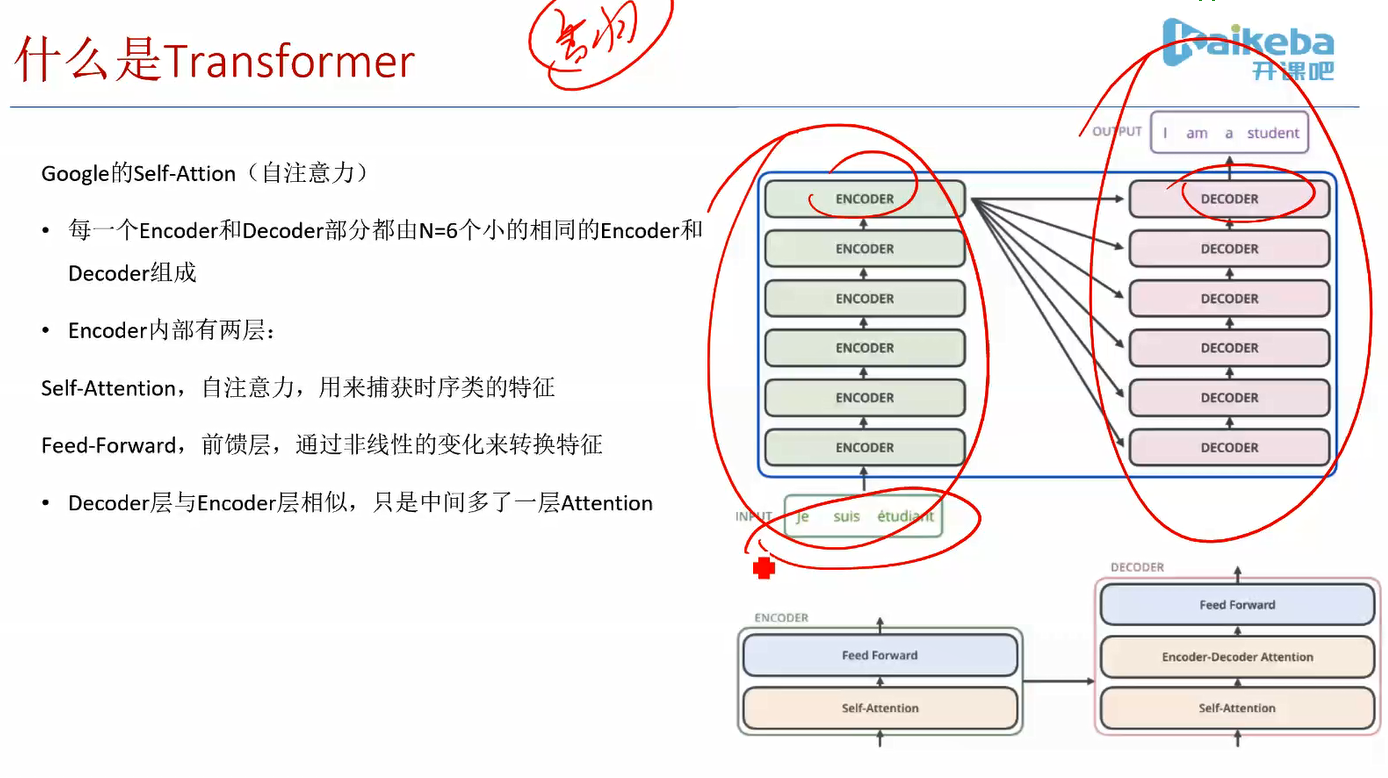 什么是Transformer
aikeba
开课吧
Google的Self-Attion（自注意力）
• 每一个Encoder和Decoder部分都由N=6个小的相同的Encoder和
Decoder组成
• Encoder内部有两层：
Self-Attention，自注意力，用来捕获时序类的特征
Feed-Forward，前馈层，通过非线性的变化来转换特征
• Decoder层与Encoder层相似，只是中间多了一层Attention
OUTPUT I am a student
ENCODER DECODER
ENCODER DECODER
ENCODER DECODER
ENCODER DECODER
ENCODER DECODER
ENCODER DECODER
INPUT Je suis étudiant
ENCODER
Feed Forward
Self-Attention
DECODER
Feed Forward
Encoder-Decoder Attention
Self-Attention